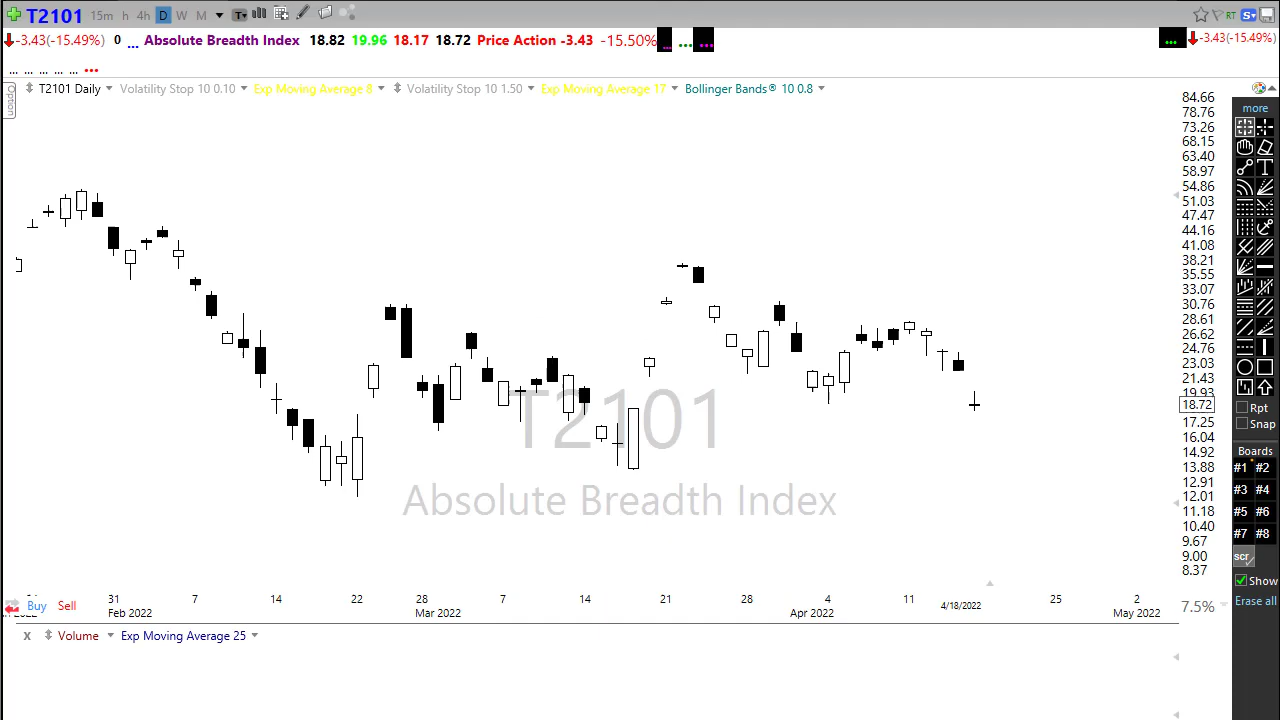 T2101 15m h 4h D W M T RT S
-3.43(-15.49%) 0 ... Absolute Breadth Index 18.82 19.96 18.17 18.72 Price Action -3.43 -15.50% ... ... ... ... -3.43(-15.49%)
... ... ... ... ... ...
Option
T2101 Daily Volatility Stop 10 0.10 Exp Moving Average 8 Volatility Stop 10 1.50 Exp Moving Average 17 Bollinger Bands® 10 0.8
84.66
78.76
73.26
68.15
63.40
58.97
54.86
51.03
47.47
44.16
41.08
38.21
35.55
33.07
30.76
28.61
26.62
24.76
23.03
21.43
19.93
18.72
17.25
16.04
14.92
13.88
12.91
12.01
11.18
10.40
9.67
9.00
8.37
7.5%
more
T
Rpt
Snap
Boards
#1 #2
#3 #4
#5 #6
#7 #8
scr
Show
Erase all
T2101
Absolute Breadth Index
31 7 14 22 28 7 14 21 28 4 11 4/18/2022 25 2
Feb 2022 Mar 2022 Apr 2022 May 2022
Buy Sell
x Volume Exp Moving Average 25